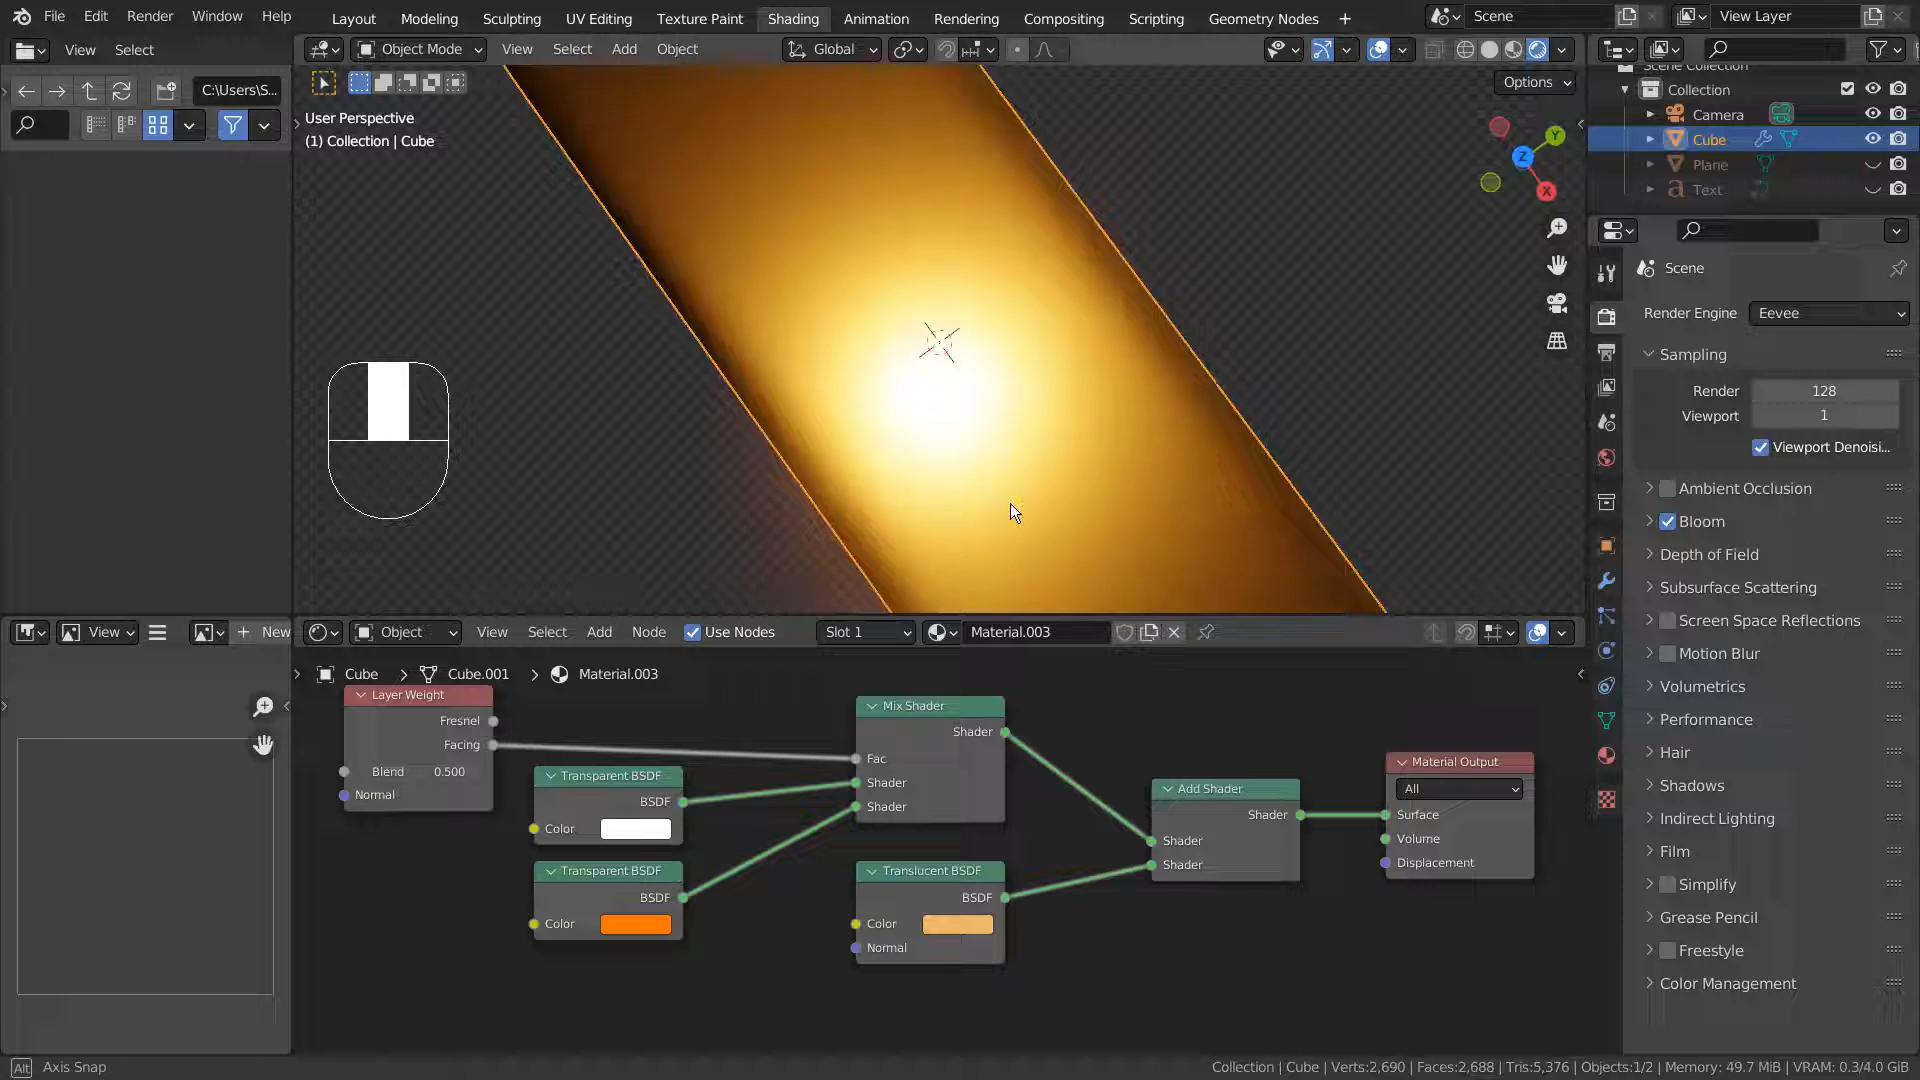 File Edit Render Window Help
Layout Modeling Sculpting UV Editing Texture Paint Shading Animation Rendering Compositing Scripting Geometry Nodes +
Scene
View Layer
View Select
Object Mode View Select Add Object
Global
C:\Users\S...
Options
User Perspective
(1) Collection | Cube
Y
Z
X
Scene Collection
Collection
Camera
Cube
Plane
Text
Scene
Render Engine Eevee
Sampling
Render 128
Viewport 1
Viewport Denoisi...
Ambient Occlusion
Bloom
Depth of Field
Subsurface Scattering
Screen Space Reflections
Motion Blur
Volumetrics
Performance
Hair
Shadows
Indirect Lighting
Film
Simplify
Grease Pencil
Freestyle
Color Management
View
New
Object View Select Add Node Use Nodes Slot 1 Material.003
Cube > Cube.001 > Material.003
Layer Weight
Fresnel
Facing
Blend 0.500
Normal
Transparent BSDF
BSDF
Color
Transparent BSDF
BSDF
Color
Mix Shader
Shader
Fac
Shader
Shader
Translucent BSDF
BSDF
Color
Normal
Add Shader
Shader
Shader
Shader
Material Output
All
Surface
Volume
Displacement
Alt Axis Snap
Collection | Cube | Verts:2,690 | Faces:2,688 | Tris:5,376 | Objects:1/2 | Memory: 49.7 MiB | VRAM: 0.3/4.0 GiB